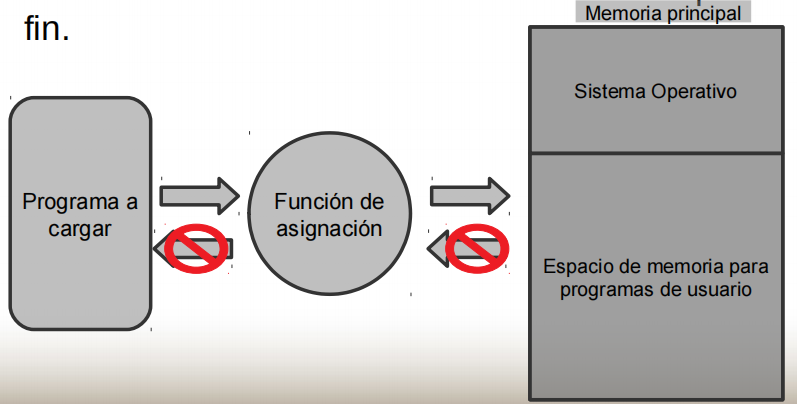 fin.
Memoria principal
Sistema Operativo
Programa a
cargar
Función de
asignación
Espacio de memoria para
programas de usuario